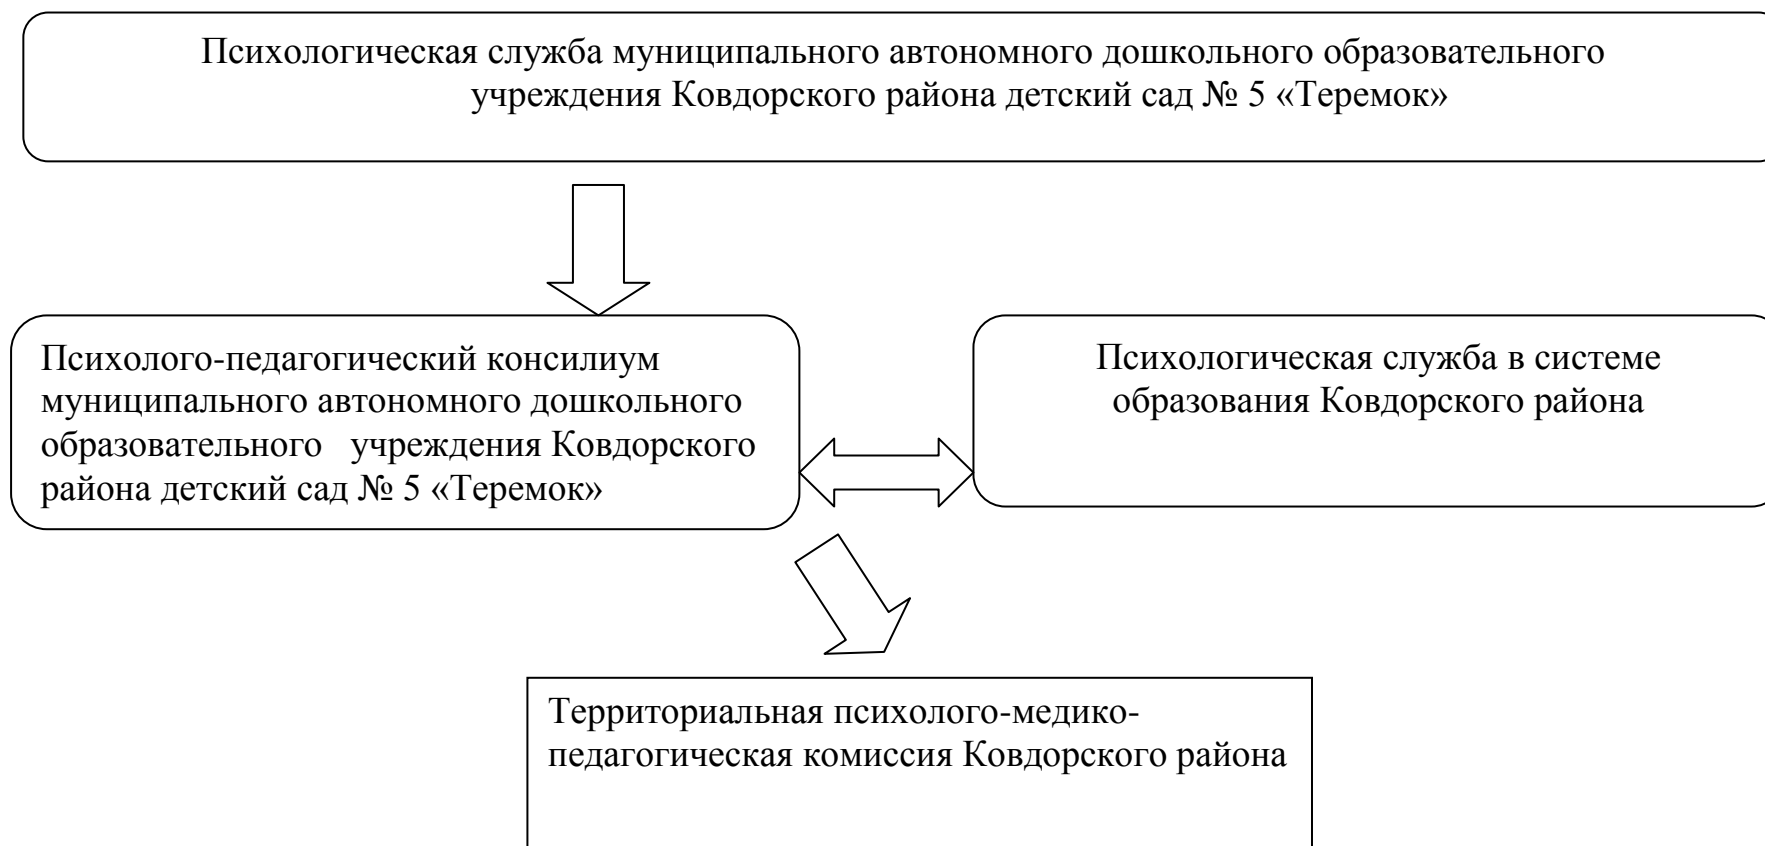 Психологическая служба муниципального автономного дошкольного образовательного
учреждения Ковдорского района детский сад № 5 «Теремок»
Психолого-педагогический консилиум
муниципального автономного дошкольного
образовательного учреждения Ковдорского
района детский сад № 5 «Теремок»
Психологическая служба в системе
образования Ковдорского района
Территориальная психолого-медико-
педагогическая комиссия Ковдорского района